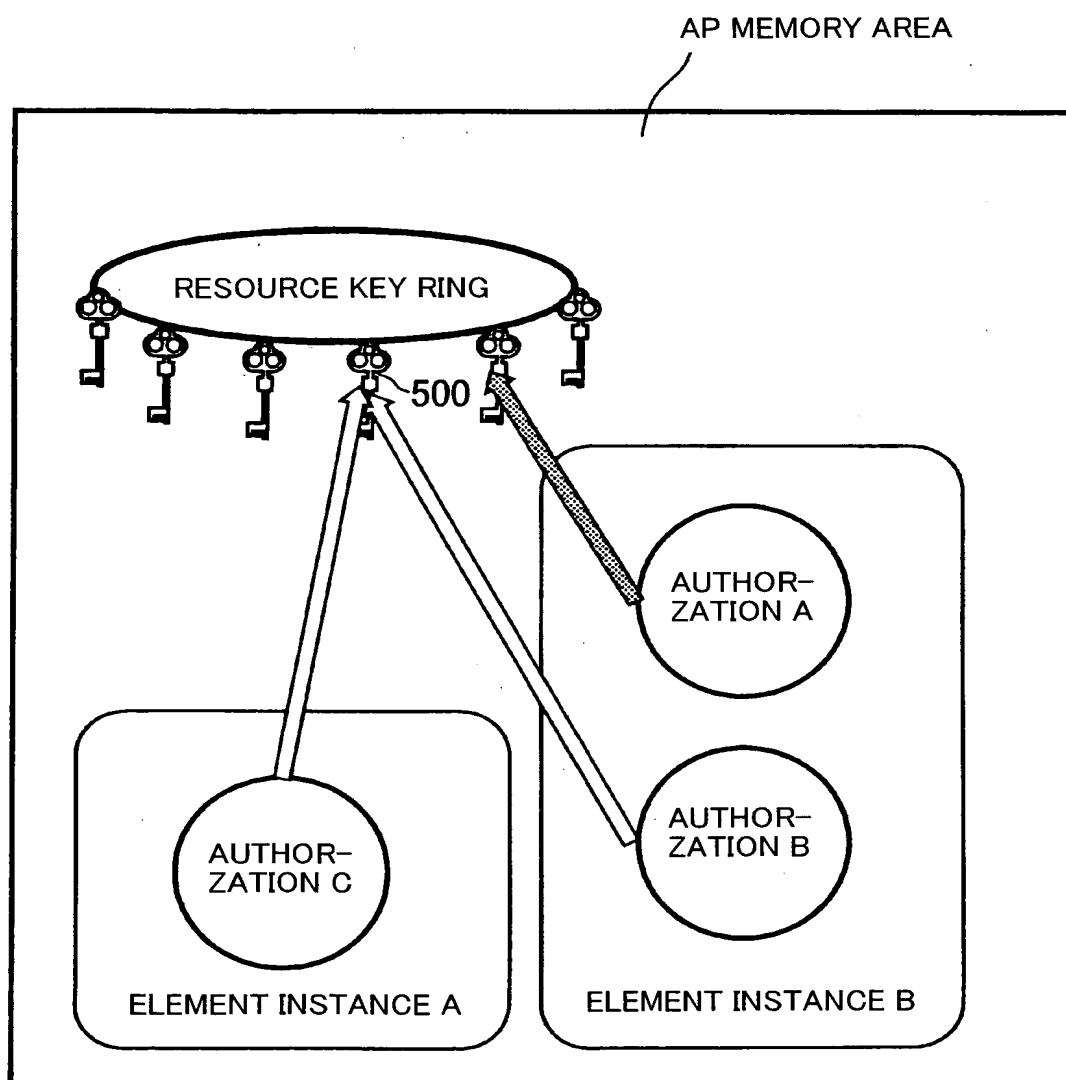 AP MEMORY AREA
RESOURCE KEY RING
500
AUTHOR-
ZATION A
AUTHOR-
ZATION B
AUTHOR-
ZATION C
ELEMENT INSTANCE A
ELEMENT INSTANCE B